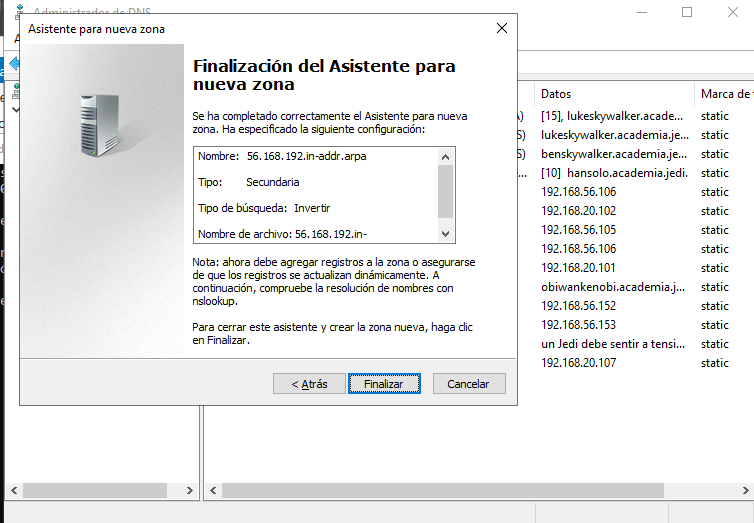 Administrador de DNS
Asistente para nueva zona
Finalización del Asistente para
nueva zona
Se ha completado correctamente el Asistente para nueva
zona. Ha especificado la siguiente configuración:
Nombre: 56.168.192.in-addr.arpa
Tipo: Secundaria
Tipo de búsqueda: Invertir
Nombre de archivo: 56.168.192.in-
Nota: ahora debe agregar registros a la zona o asegurarse
de que los registros se actualizan dinámicamente. A
continuación, compruebe la resolución de nombres con
nslookup.
Para cerrar este asistente y crear la zona nueva, haga clic
en Finalizar.
< Atrás
Finalizar
Cancelar
Datos
Marca de
[15], lukeskywalker.acade...
static
lukeskywalker.academia.je...
static
benskywalker.academia.je...
static
[10] hansolo.academia.jedi.
static
192.168.56.106
static
192.168.20.102
static
192.168.56.105
static
192.168.56.106
static
192.168.20.101
static
obiwankenobi.academia.j...
static
192.168.56.152
static
192.168.56.153
static
un Jedi debe sentir a tensi...
static
192.168.20.107
static